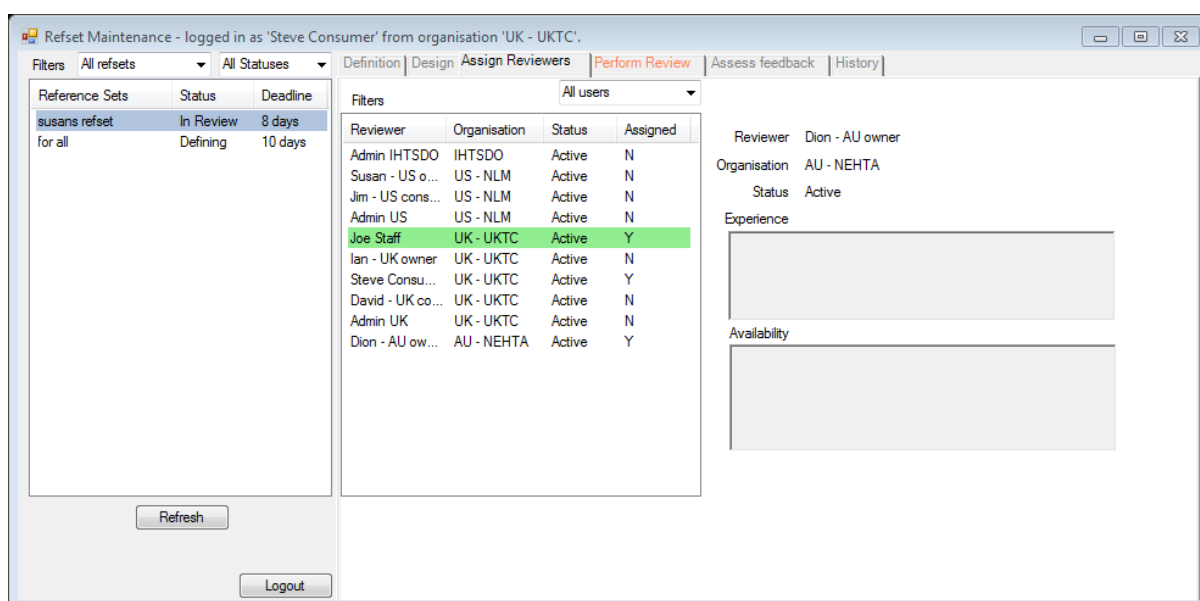 Refset Maintenance - logged in as 'Steve Consumer' from organisation 'UK - UKTC'.
Filters All refsets All Statuses
Definition Design Assign Reviewers Perform Review Assess feedback History
Reference Sets Status Deadline
susans refset In Review 8 days
for all Defining 10 days
Refresh
Logout
Filters All users
Reviewer Organisation Status Assigned
Admin IHTSDO IHTSDO Active N
Susan - US o... US - NLM Active N
Jim - US cons... US - NLM Active N
Admin US US - NLM Active N
Joe Staff UK - UKTC Active Y
Ian - UK owner UK - UKTC Active N
Steve Consu... UK - UKTC Active Y
David - UK co... UK - UKTC Active N
Admin UK UK - UKTC Active N
Dion - AU ow... AU - NEHTA Active Y
Reviewer Dion - AU owner
Organisation AU - NEHTA
Status Active
Experience
Availability